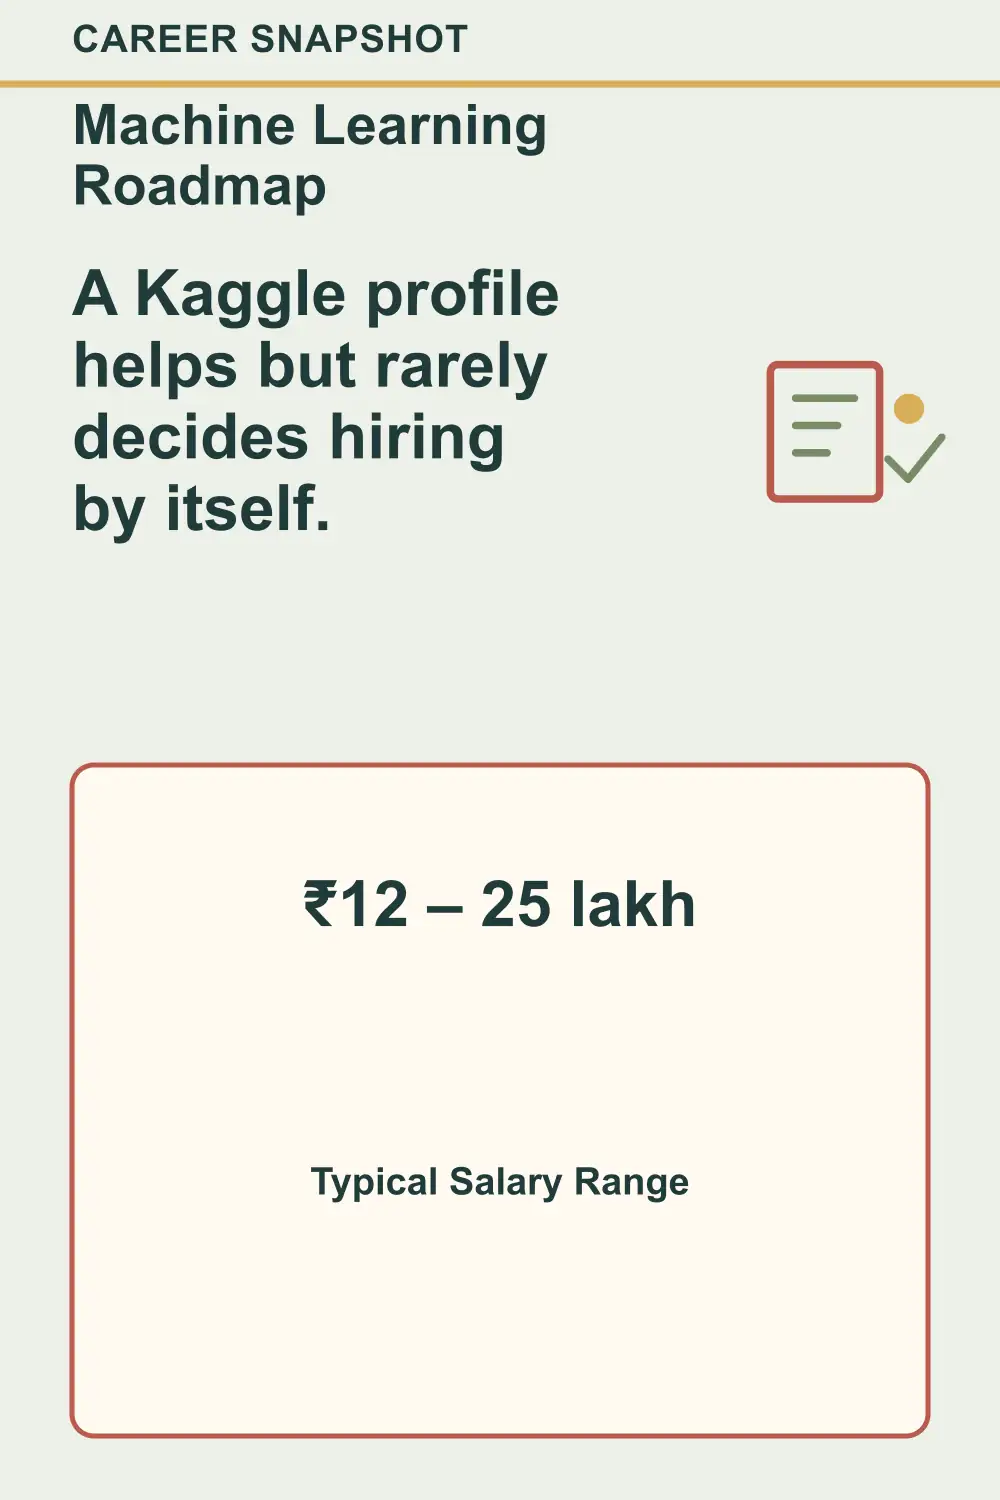 CAREER SNAPSHOT
Machine Learning
Roadmap
A Kaggle profile
helps but rarely
decides hiring
by itself.
₹12 – 25 lakh
Typical Salary Range